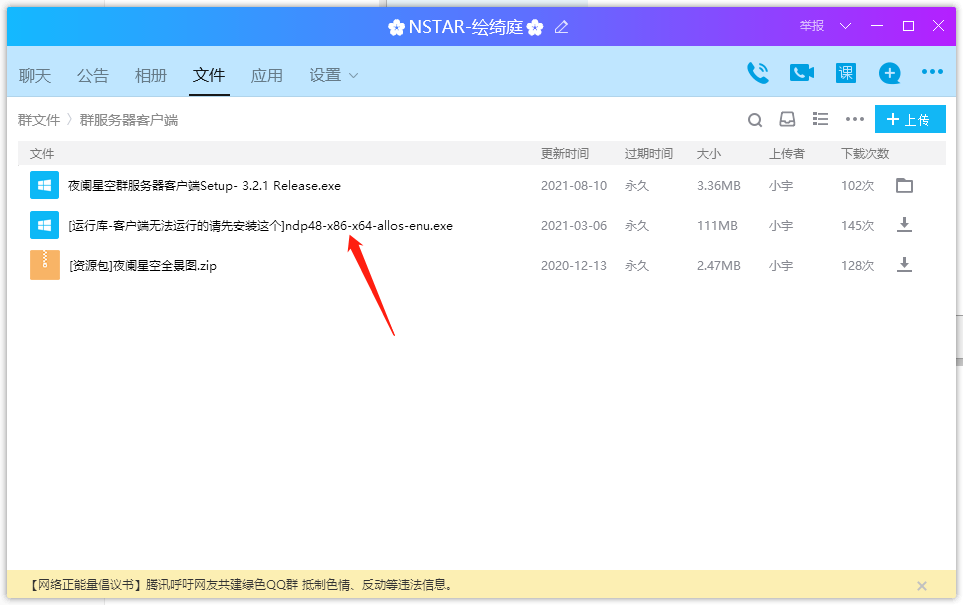 NSTAR-绘绮庭
举报
聊天 公告 相册 文件 应用 设置
课
群文件 〉群服务器客户端
+ 上传
文件 更新时间 过期时间 大小 上传者 下载次数
夜阑星空群服务器客户端Setup- 3.2.1 Release.exe 2021-08-10 永久 3.36MB 小宇 102次
[运行库-客户端无法运行的请先安装这个]ndp48-x86-x64-allos-enu.exe 2021-03-06 永久 111MB 小宇 145次
[资源包]夜阑星空全景图.zip 2020-12-13 永久 2.47MB 小宇 128次
【网络正能量倡议书】腾讯呼吁网友共建绿色QQ群 抵制色情、反动等违法信息。